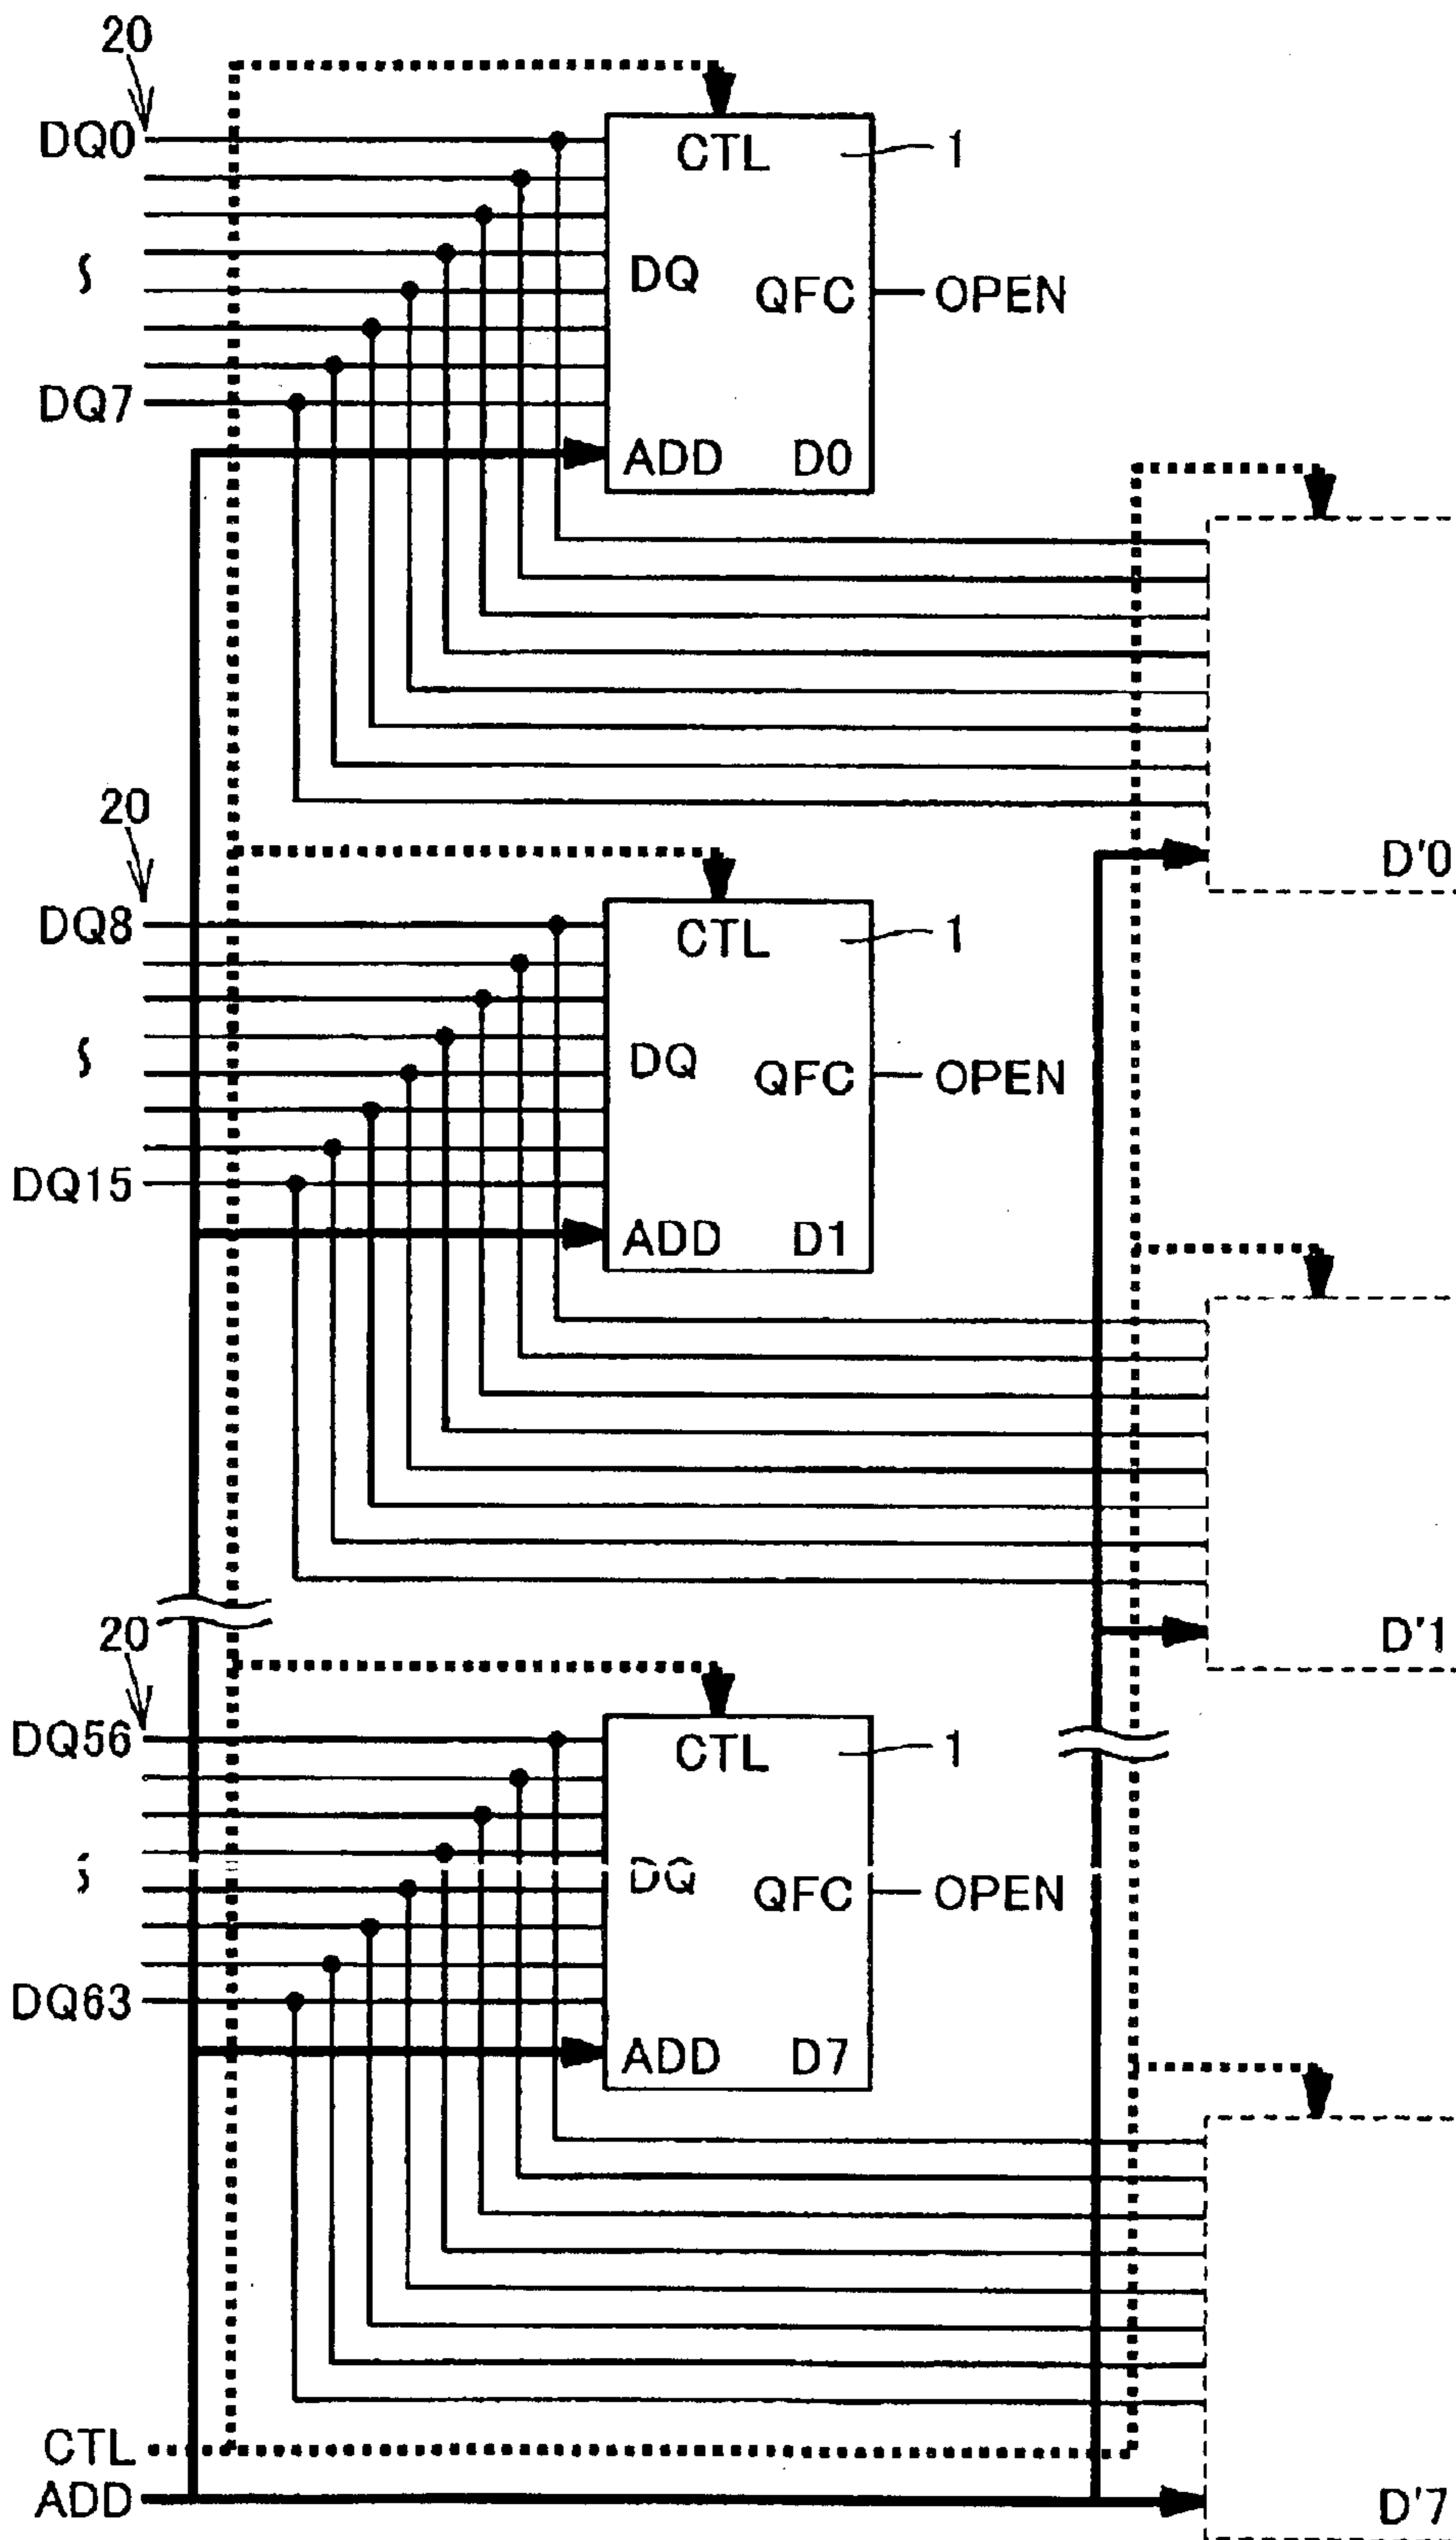 20
DQ0
CTL
1
DQ
QFC
OPEN
DQ7
ADD
D0
D'0
20
DQ8
CTL
1
DQ
QFC
OPEN
DQ15
ADD
D1
D'1
20
DQ56
CTL
1
DQ
QFC
OPEN
DQ63
ADD
D7
CTL
ADD
D'7